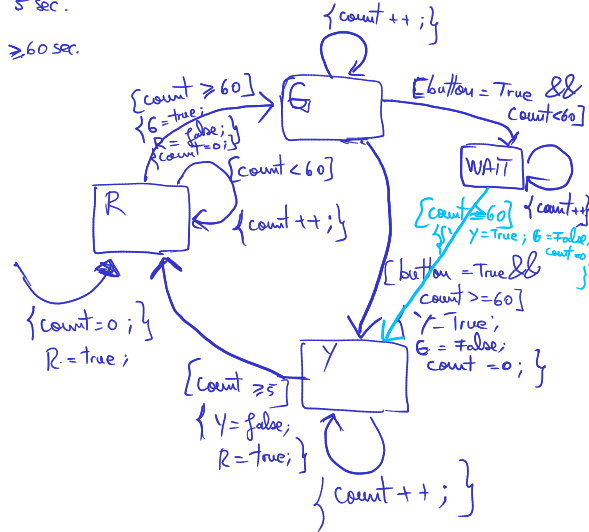 5 sec.
≥60 sec.
{count++;}
[count ≥ 60]
{G=true;
R=false;}
count=0;}
G
[button=True &&
count<60]
WAIT
{count++}
[count<60]
{count++;}
R
[count≥60]
{ Y=True; G=False,
count=0
}
[button = True &&
count>=60]
Y=True;
G=False;
count=0; }
{count=0;}
R=true;
Y
[count ≥5]
{ Y=false;
R=true;}
{count++;}